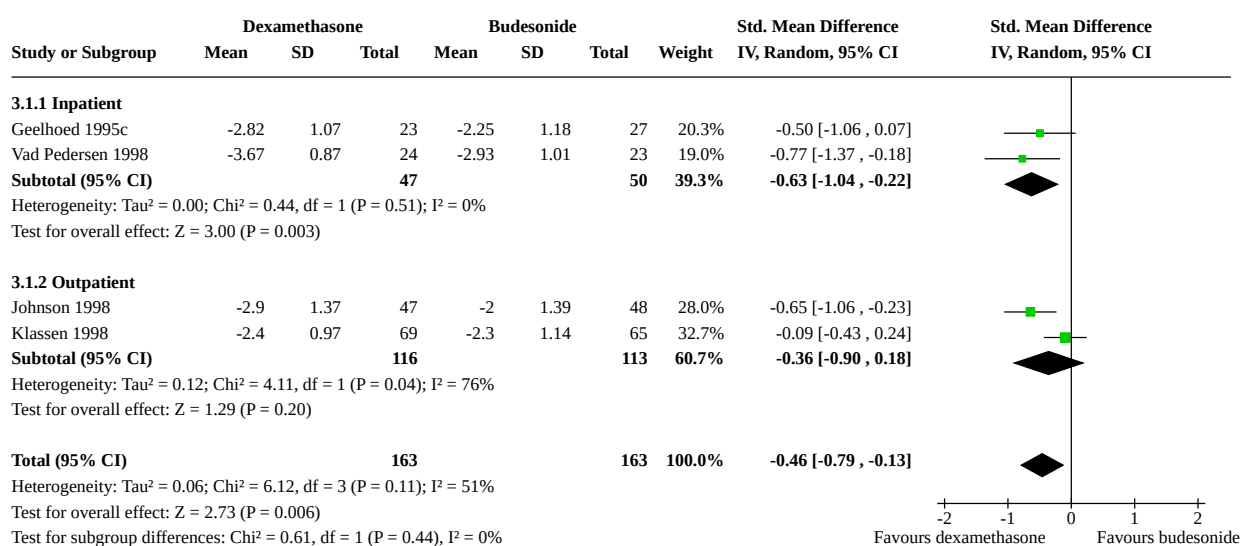 Dexamethasone Budesonide Std. Mean Difference Std. Mean Difference
Study or Subgroup Mean SD Total Mean SD Total Weight IV, Random, 95% CI IV, Random, 95% CI
3.1.1 Inpatient
Geelhoed 1995c -2.82 1.07 23 -2.25 1.18 27 20.3% -0.50 [-1.06 , 0.07]
Vad Pedersen 1998 -3.67 0.87 24 -2.93 1.01 23 19.0% -0.77 [-1.37 , -0.18]
Subtotal (95% CI) 47 50 39.3% -0.63 [-1.04 , -0.22]
Heterogeneity: Tau² = 0.00; Chi² = 0.44, df = 1 (P = 0.51); I² = 0%
Test for overall effect: Z = 3.00 (P = 0.003)
3.1.2 Outpatient
Johnson 1998 -2.9 1.37 47 -2 1.39 48 28.0% -0.65 [-1.06 , -0.23]
Klassen 1998 -2.4 0.97 69 -2.3 1.14 65 32.7% -0.09 [-0.43 , 0.24]
Subtotal (95% CI) 116 113 60.7% -0.36 [-0.90 , 0.18]
Heterogeneity: Tau² = 0.12; Chi² = 4.11, df = 1 (P = 0.04); I² = 76%
Test for overall effect: Z = 1.29 (P = 0.20)
Total (95% CI) 163 163 100.0% -0.46 [-0.79 , -0.13]
Heterogeneity: Tau² = 0.06; Chi² = 6.12, df = 3 (P = 0.11); I² = 51%
Test for overall effect: Z = 2.73 (P = 0.006)
-2 -1 0 1 2
Test for subgroup differences: Chi² = 0.61, df = 1 (P = 0.44), I² = 0% Favours dexamethasone Favours budesonide